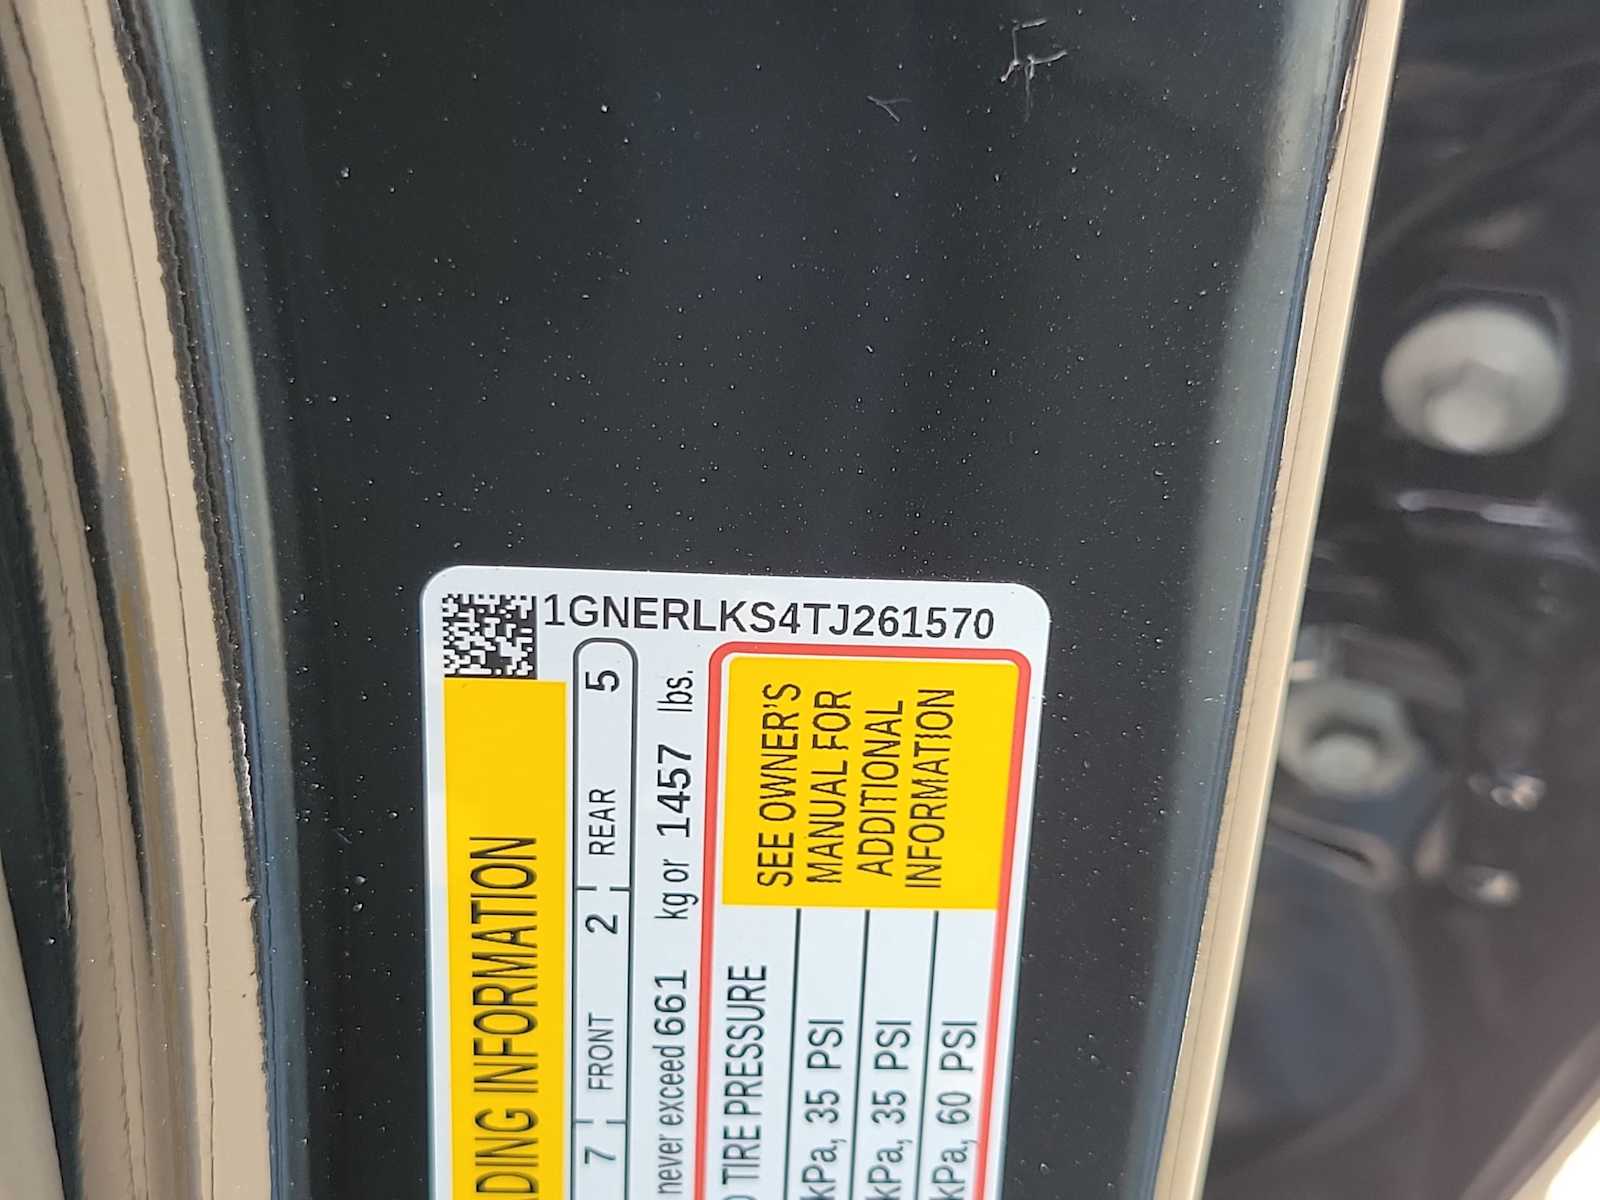 1GNERLKS4TJ261570
ADING INFORMATION
7 FRONT 2 REAR 5
never exceed 661 kg or 1457 lbs.
TIRE PRESSURE
kPa, 35 PSI
kPa, 35 PSI
kPa, 60 PSI
SEE OWNER'S
MANUAL FOR
ADDITIONAL
INFORMATION